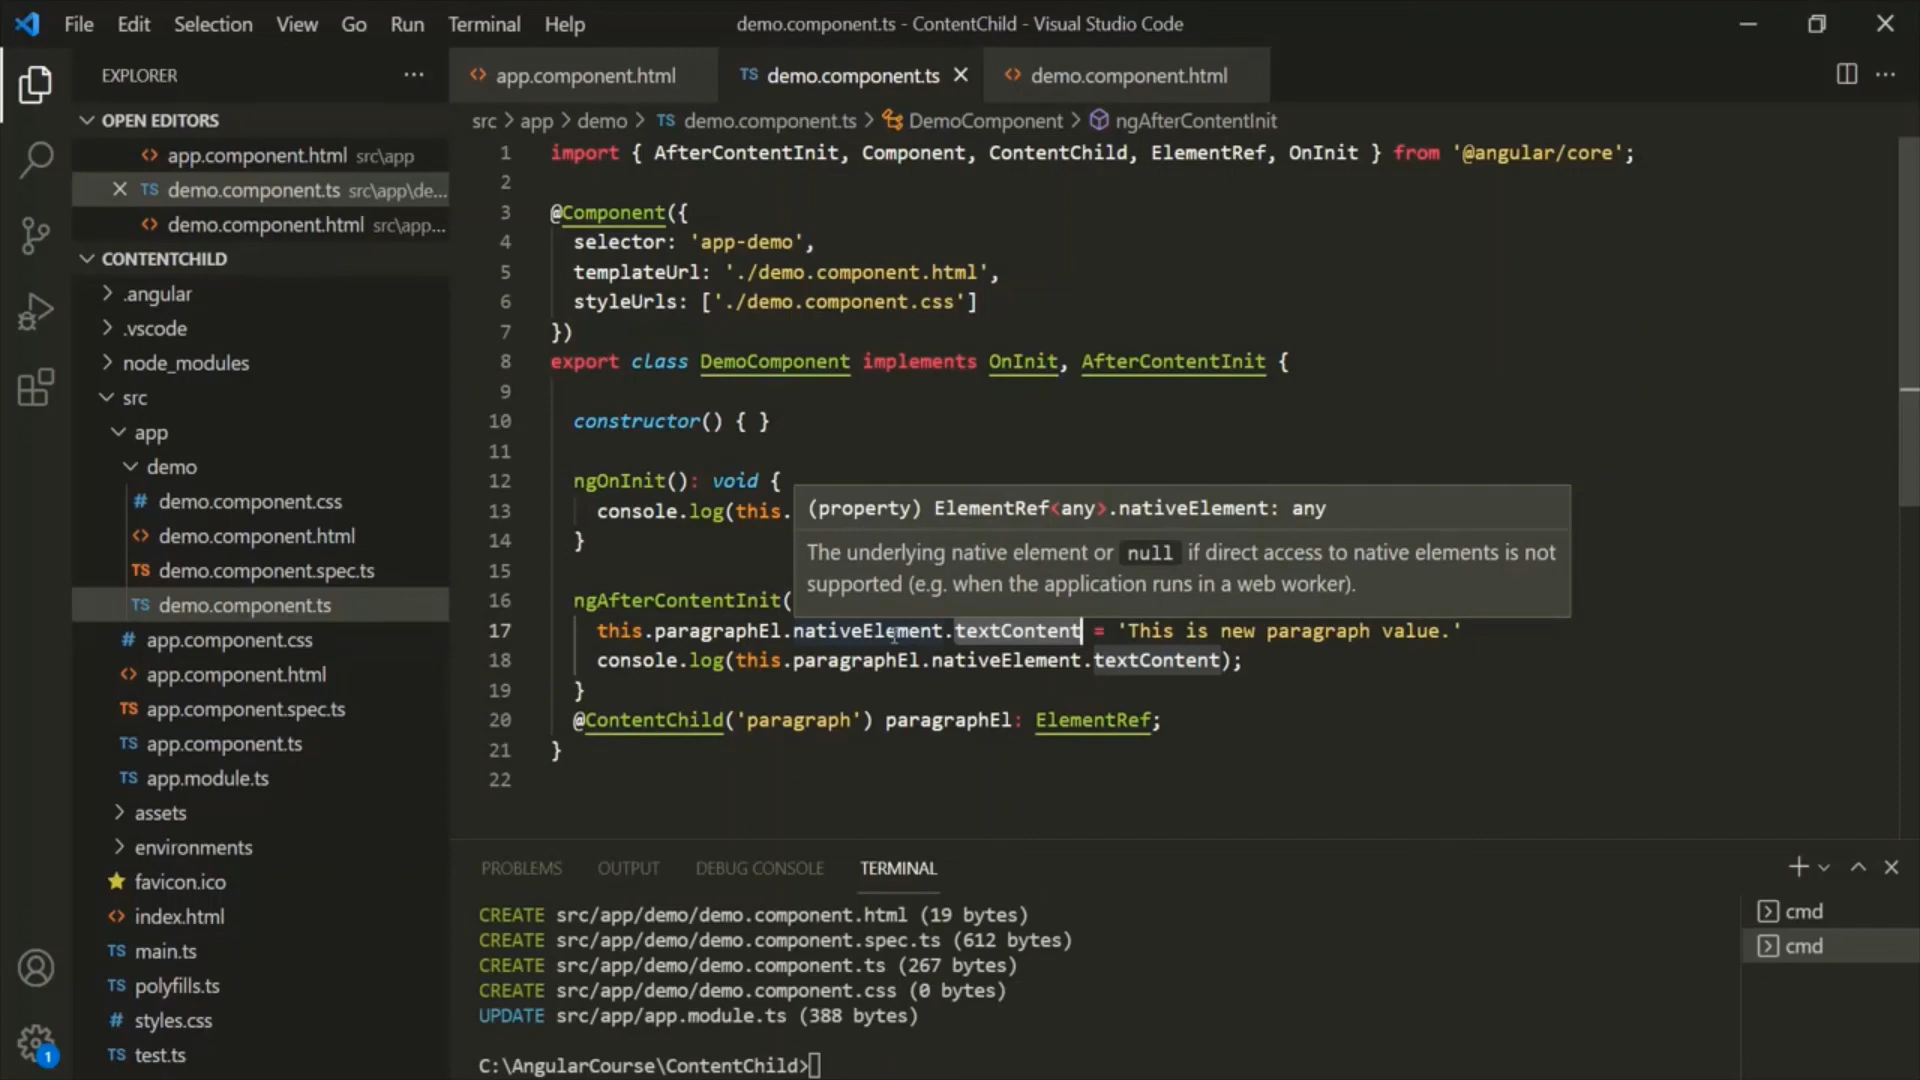 File Edit Selection View Go Run Terminal Help
demo.component.ts - ContentChild - Visual Studio Code
EXPLORER
OPEN EDITORS
app.component.html src\app
demo.component.ts src\app\de...
demo.component.html src\app...
CONTENTCHILD
.angular
.vscode
node_modules
src
app
demo
# demo.component.css
<> demo.component.html
TS demo.component.spec.ts
TS demo.component.ts
# app.component.css
<> app.component.html
TS app.component.spec.ts
TS app.component.ts
TS app.module.ts
assets
environments
favicon.ico
<> index.html
TS main.ts
TS polyfills.ts
# styles.css
TS test.ts
1
<> app.component.html
TS demo.component.ts
<> demo.component.html
src > app > demo > TS demo.component.ts > DemoComponent > ngAfterContentInit
1 import { AfterContentInit, Component, ContentChild, ElementRef, OnInit } from '@angular/core';
2
3 @Component({
4 selector: 'app-demo',
5 templateUrl: './demo.component.html',
6 styleUrls: ['./demo.component.css']
7 })
8 export class DemoComponent implements OnInit, AfterContentInit {
9
10 constructor() { }
11
12 ngOnInit(): void {
13 console.log(this.
14 }
15
16 ngAfterContentInit(
17 this.paragraphEl.nativeElement.textContent = 'This is new paragraph value.'
18 console.log(this.paragraphEl.nativeElement.textContent);
19 }
20 @ContentChild('paragraph') paragraphEl: ElementRef;
21 }
22
(property) ElementRef<any>.nativeElement: any
The underlying native element or null if direct access to native elements is not
supported (e.g. when the application runs in a web worker).
PROBLEMS OUTPUT DEBUG CONSOLE TERMINAL
CREATE src/app/demo/demo.component.html (19 bytes)
CREATE src/app/demo/demo.component.spec.ts (612 bytes)
CREATE src/app/demo/demo.component.ts (267 bytes)
CREATE src/app/demo/demo.component.css (0 bytes)
UPDATE src/app/app.module.ts (388 bytes)
C:\AngularCourse\ContentChild>
cmd
cmd